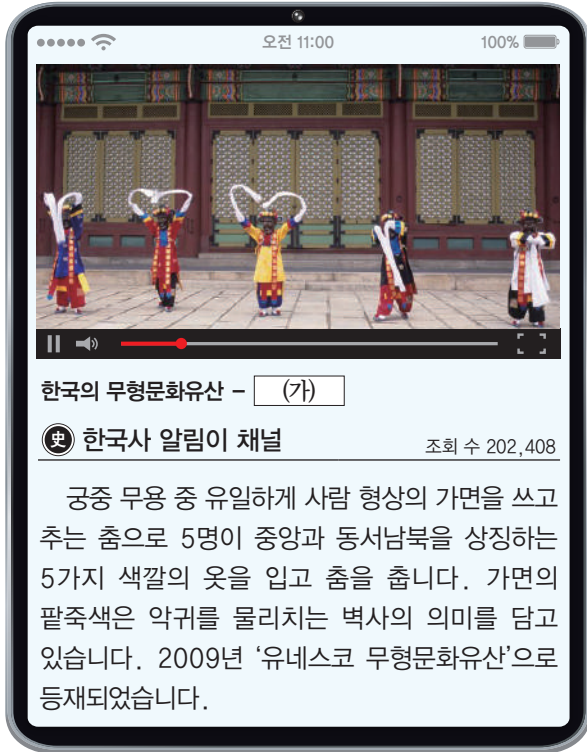 오전 11:00 100%
한국의 무형문화유산 – (가)
史 한국사 알림이 채널 조회 수 202,408
궁중 무용 중 유일하게 사람 형상의 가면을 쓰고
추는 춤으로 5명이 중앙과 동서남북을 상징하는
5가지 색깔의 옷을 입고 춤을 춥니다. 가면의
팥죽색은 악귀를 물리치는 벽사의 의미를 담고
있습니다. 2009년 ‘유네스코 무형문화유산’으로
등재되었습니다.